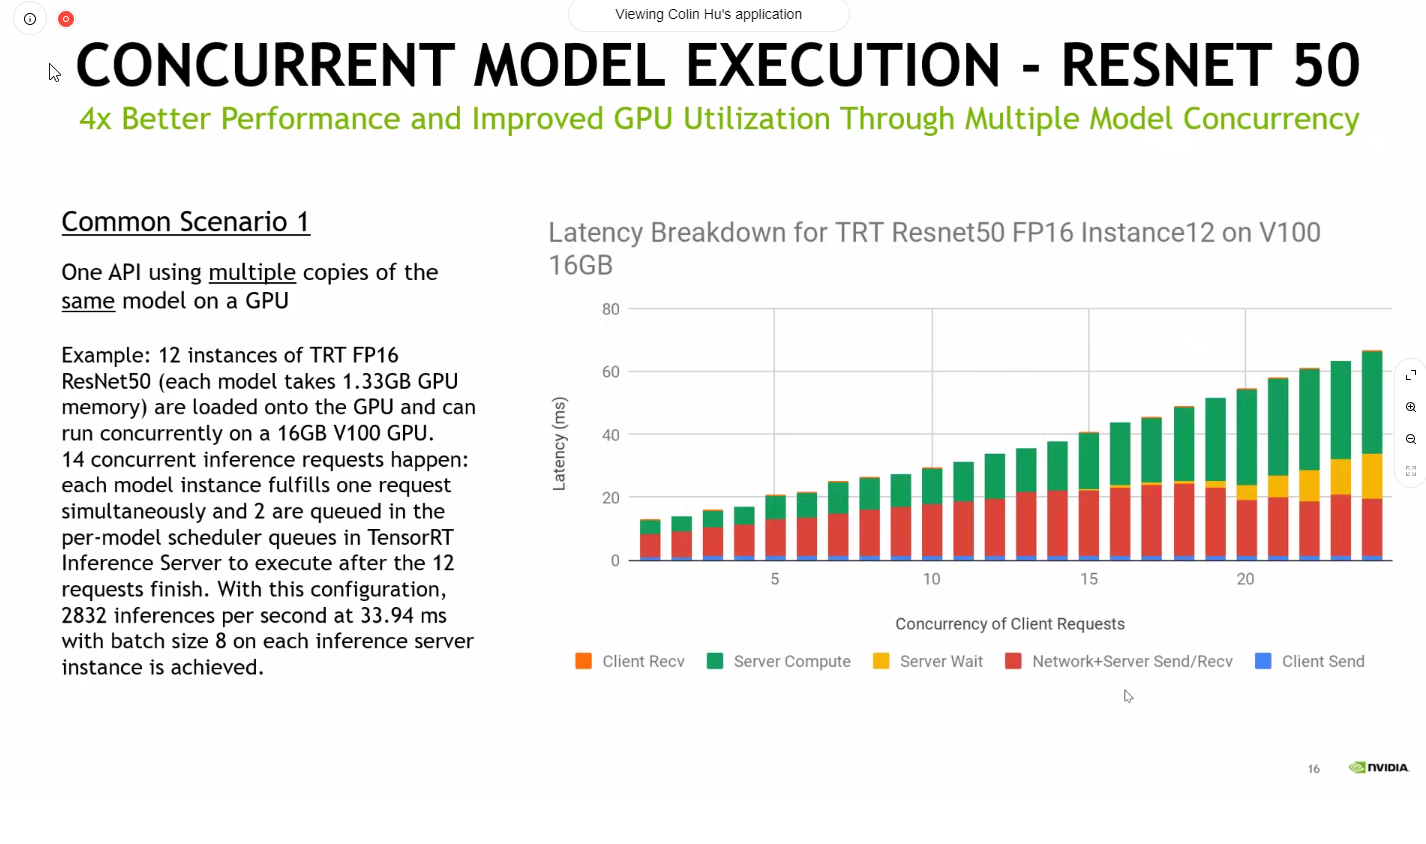 Viewing Colin Hu's application
CONCURRENT MODEL EXECUTION - RESNET 50
4x Better Performance and Improved GPU Utilization Through Multiple Model Concurrency
Common Scenario 1
One API using multiple copies of the
same model on a GPU
Example: 12 instances of TRT FP16
ResNet50 (each model takes 1.33GB GPU
memory) are loaded onto the GPU and can
run concurrently on a 16GB V100 GPU.
14 concurrent inference requests happen:
each model instance fulfills one request
simultaneously and 2 are queued in the
per-model scheduler queues in TensorRT
Inference Server to execute after the 12
requests finish. With this configuration,
2832 inferences per second at 33.94 ms
with batch size 8 on each inference server
instance is achieved.
Latency Breakdown for TRT Resnet50 FP16 Instance12 on V100
16GB
80
60
40
20
0
Latency (ms)
5 10 15 20
Concurrency of Client Requests
Client Recv Server Compute Server Wait Network+Server Send/Recv Client Send
16 NVIDIA.